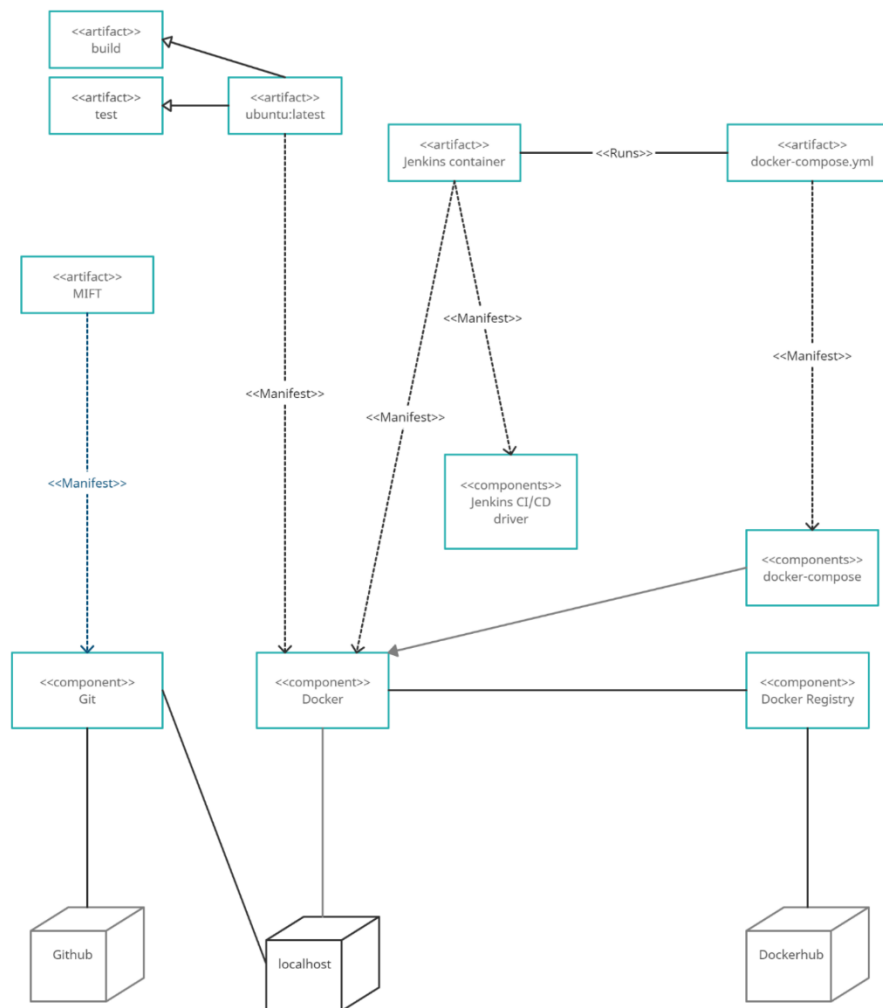 <<artifact>>
build
<<artifact>>
test
<<artifact>>
ubuntu:latest
<<artifact>>
Jenkins container
<<Runs>>
<<artifact>>
docker-compose.yml
<<artifact>>
MIFT
<<Manifest>>
<<Manifest>>
<<Manifest>>
<<Manifest>>
<<Manifest>>
<<components>>
Jenkins CI/CD
driver
<<components>>
docker-compose
<<component>>
Git
<<component>>
Docker
<<component>>
Docker Registry
Github
localhost
Dockerhub